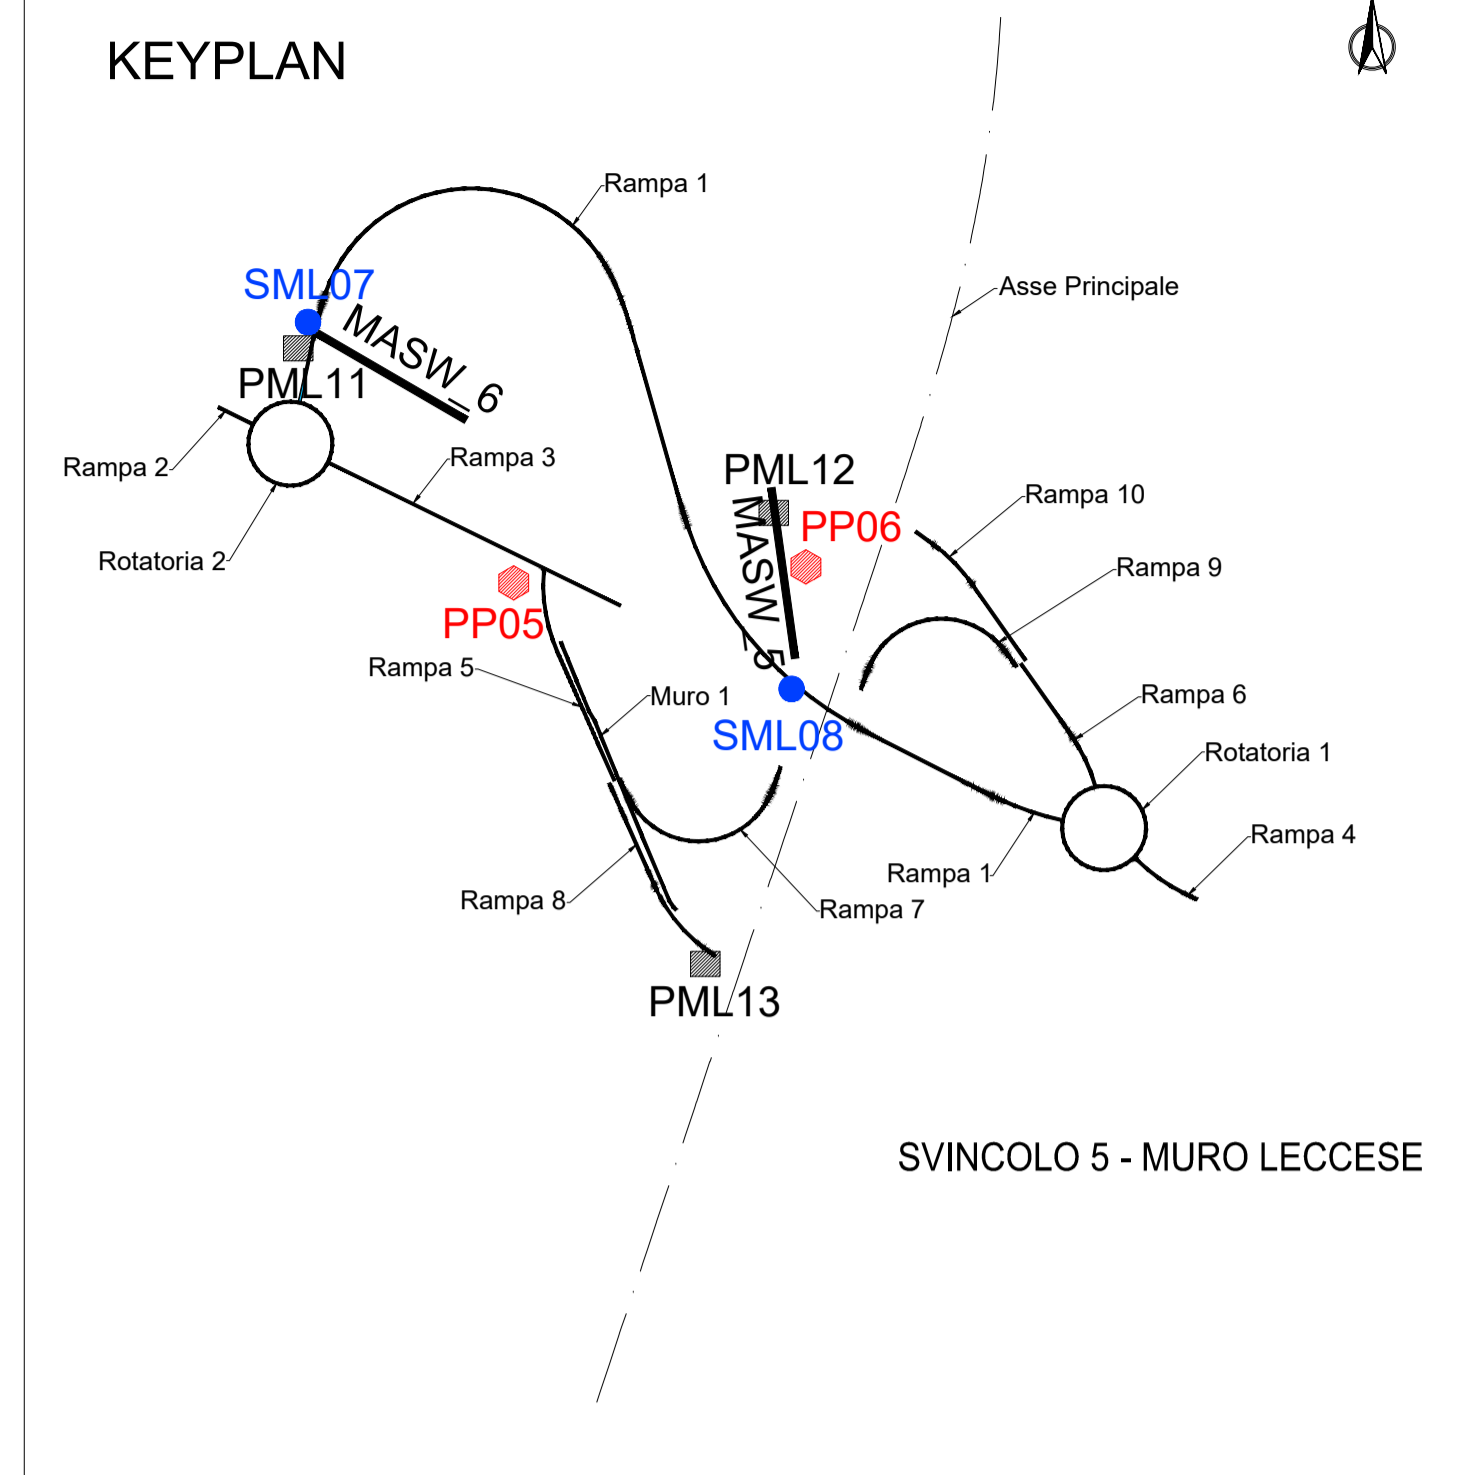 KEYPLAN
Rampa 1
SML07
Asse Principale
MASW_6
PML11
Rampa 2
Rampa 3
PML12
Rampa 10
MASW_5
PP06
Rotatoria 2
Rampa 9
PP05
Rampa 5
Muro 1
Rampa 6
SML08
Rotatoria 1
Rampa 4
Rampa 1
Rampa 8
Rampa 7
PML13
SVINCOLO 5 - MURO LECCESE